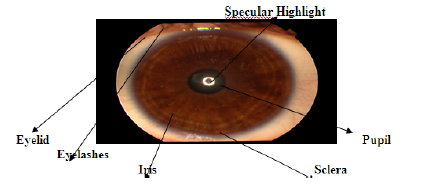 Specular Highlight
Eyelid
Pupil
Eyelashes
Iris
Sclera